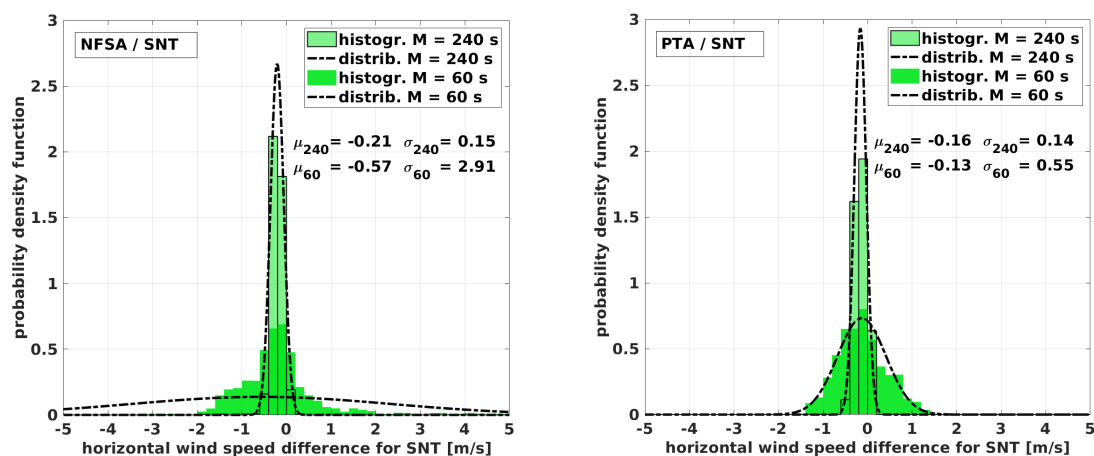 NFSA / SNT
histogr. M = 240 s
distrib. M = 240 s
histogr. M = 60 s
distrib. M = 60 s
μ240= -0.21 σ240= 0.15
μ60 = -0.57 σ60 = 2.91
probability density function
3
2.5
2
1.5
1
0.5
0
-5 -4 -3 -2 -1 0 1 2 3 4 5
horizontal wind speed difference for SNT [m/s]
PTA / SNT
histogr. M = 240 s
distrib. M = 240 s
histogr. M = 60 s
distrib. M = 60 s
μ240= -0.16 σ240= 0.14
μ60 = -0.13 σ60 = 0.55
probability density function
3
2.5
2
1.5
1
0.5
0
-5 -4 -3 -2 -1 0 1 2 3 4 5
horizontal wind speed difference for SNT [m/s]